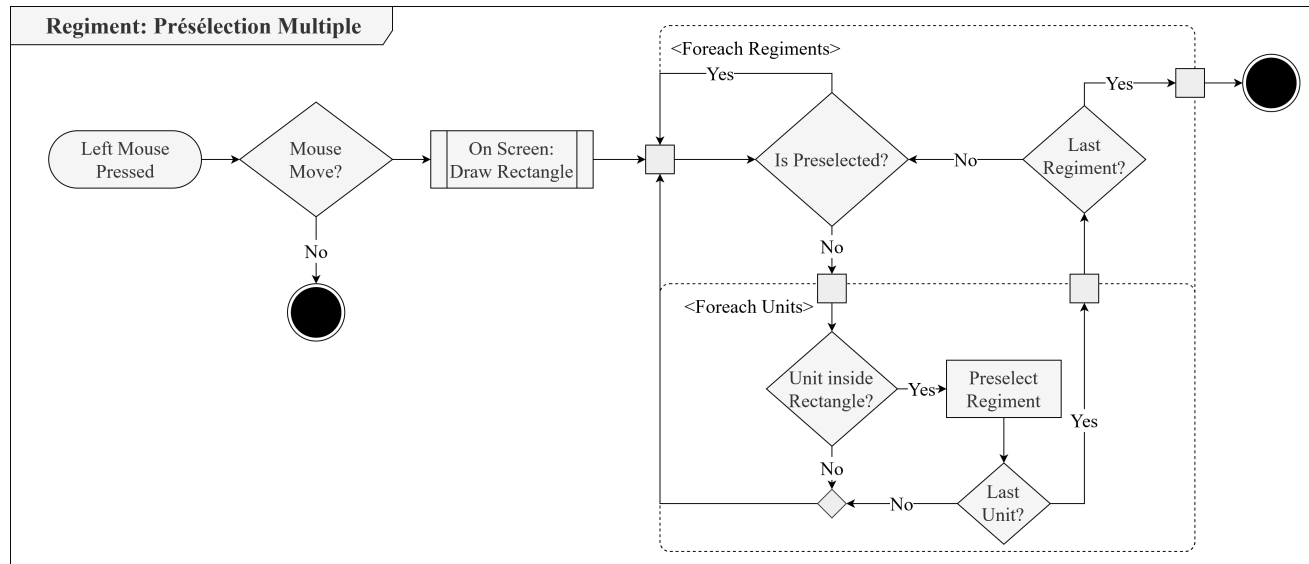 Regiment: Présélection Multiple
<Foreach Regiments>
Yes
Yes
Left Mouse
Pressed
Mouse
Move?
On Screen:
Draw Rectangle
Is Preselected?
No
Last
Regiment?
No
No
<Foreach Units>
Unit inside
Rectangle?
Yes
Preselect
Regiment
Yes
No
No
Last
Unit?